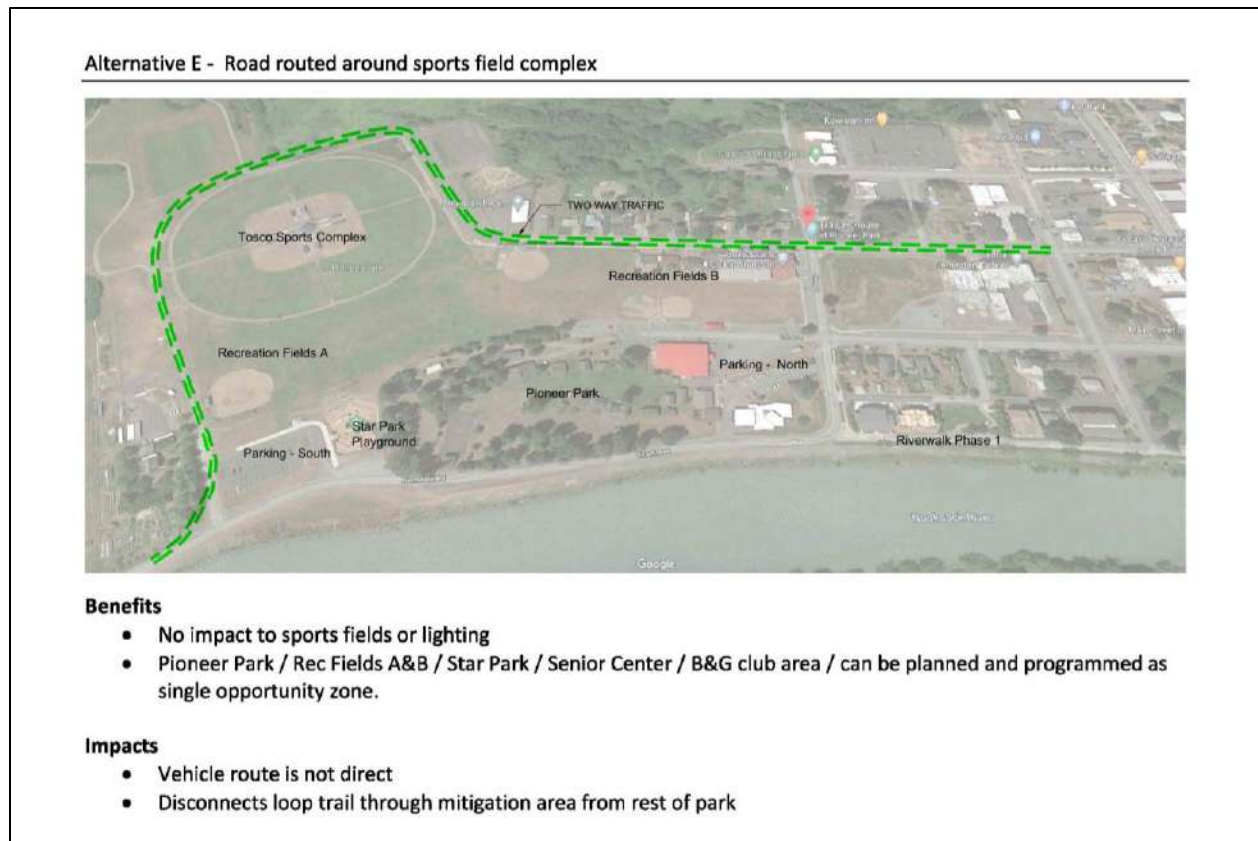 Alternative E - Road routed around sports field complex
TWO WAY TRAFFIC
Tosco Sports Complex
Recreation Fields B
Recreation Fields A
Parking - North
Pioneer Park
Star Park
Playground
Parking - South
Riverwalk Phase 1
Google
Benefits
• No impact to sports fields or lighting
• Pioneer Park / Rec Fields A&B / Star Park / Senior Center / B&G club area / can be planned and programmed as
single opportunity zone.
Impacts
• Vehicle route is not direct
• Disconnects loop trail through mitigation area from rest of park